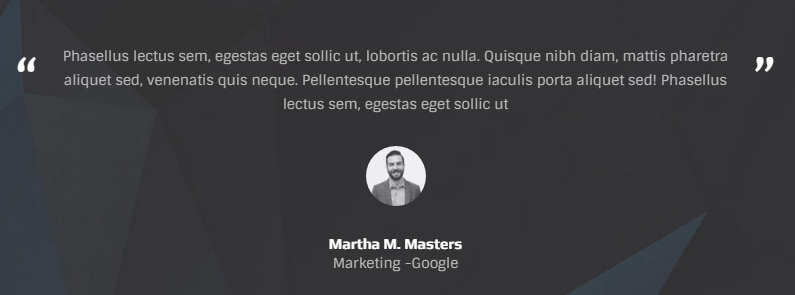 “ Phasellus lectus sem, egestas eget sollic ut, lobortis ac nulla. Quisque nibh diam, mattis pharetra ”
aliquet sed, venenatis quis neque. Pellentesque pellentesque iaculis porta aliquet sed! Phasellus
lectus sem, egestas eget sollic ut
Martha M. Masters
Marketing -Google